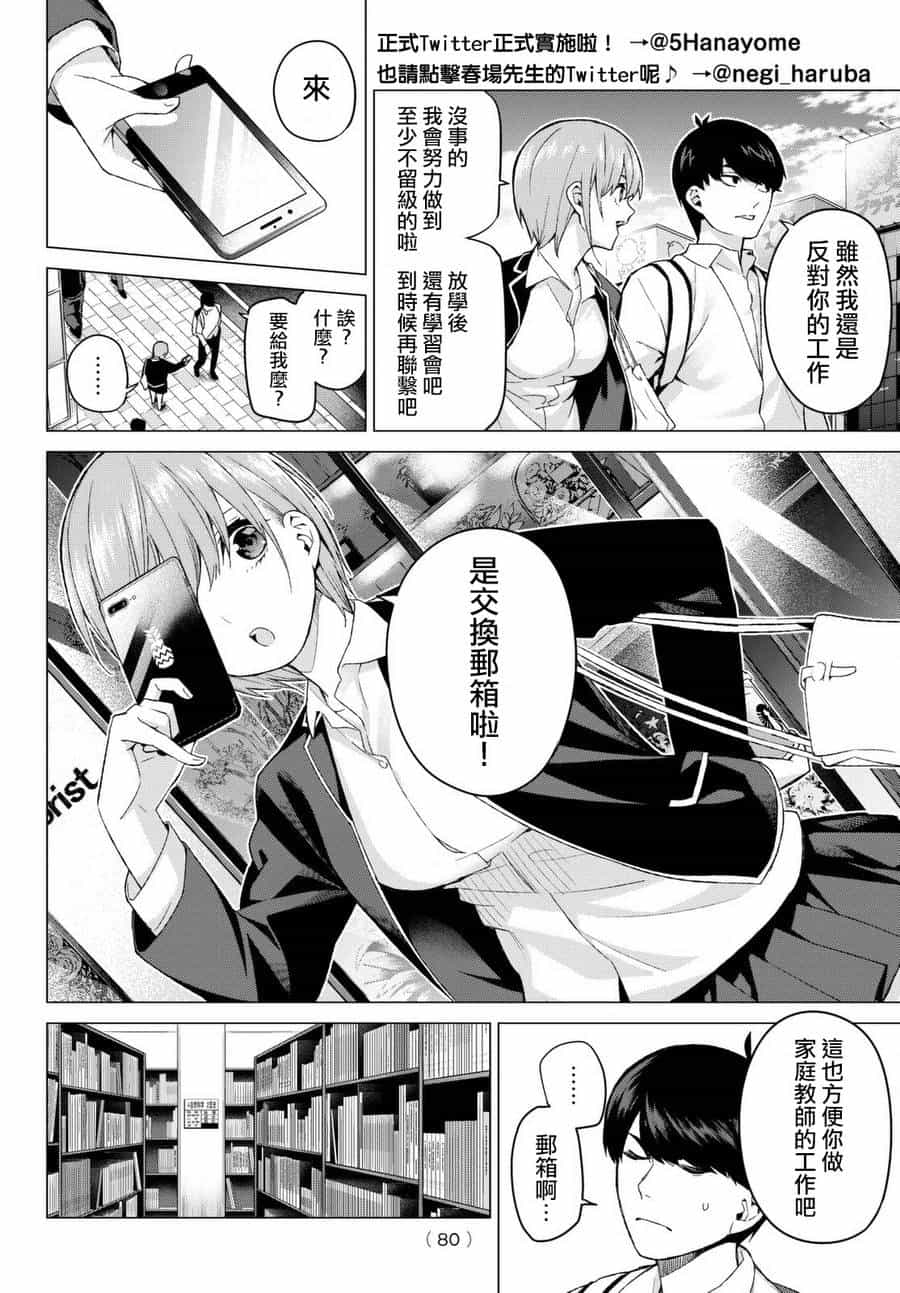 正式Twitter正式實施啦！ →@5Hanayome
也請點擊春場先生的Twitter呢♪ →@negi_haruba
雖然我還是
反對你的工作
沒事的
我會努力做到
至少不留級的啦
放學後
還有學習會吧
到時候再聯繫吧
來
誒？
什麼？
要給我麼？
……
是交換郵箱啦！
orist
這也方便你做
家庭教師的工作吧
……
郵箱啊…
（80）